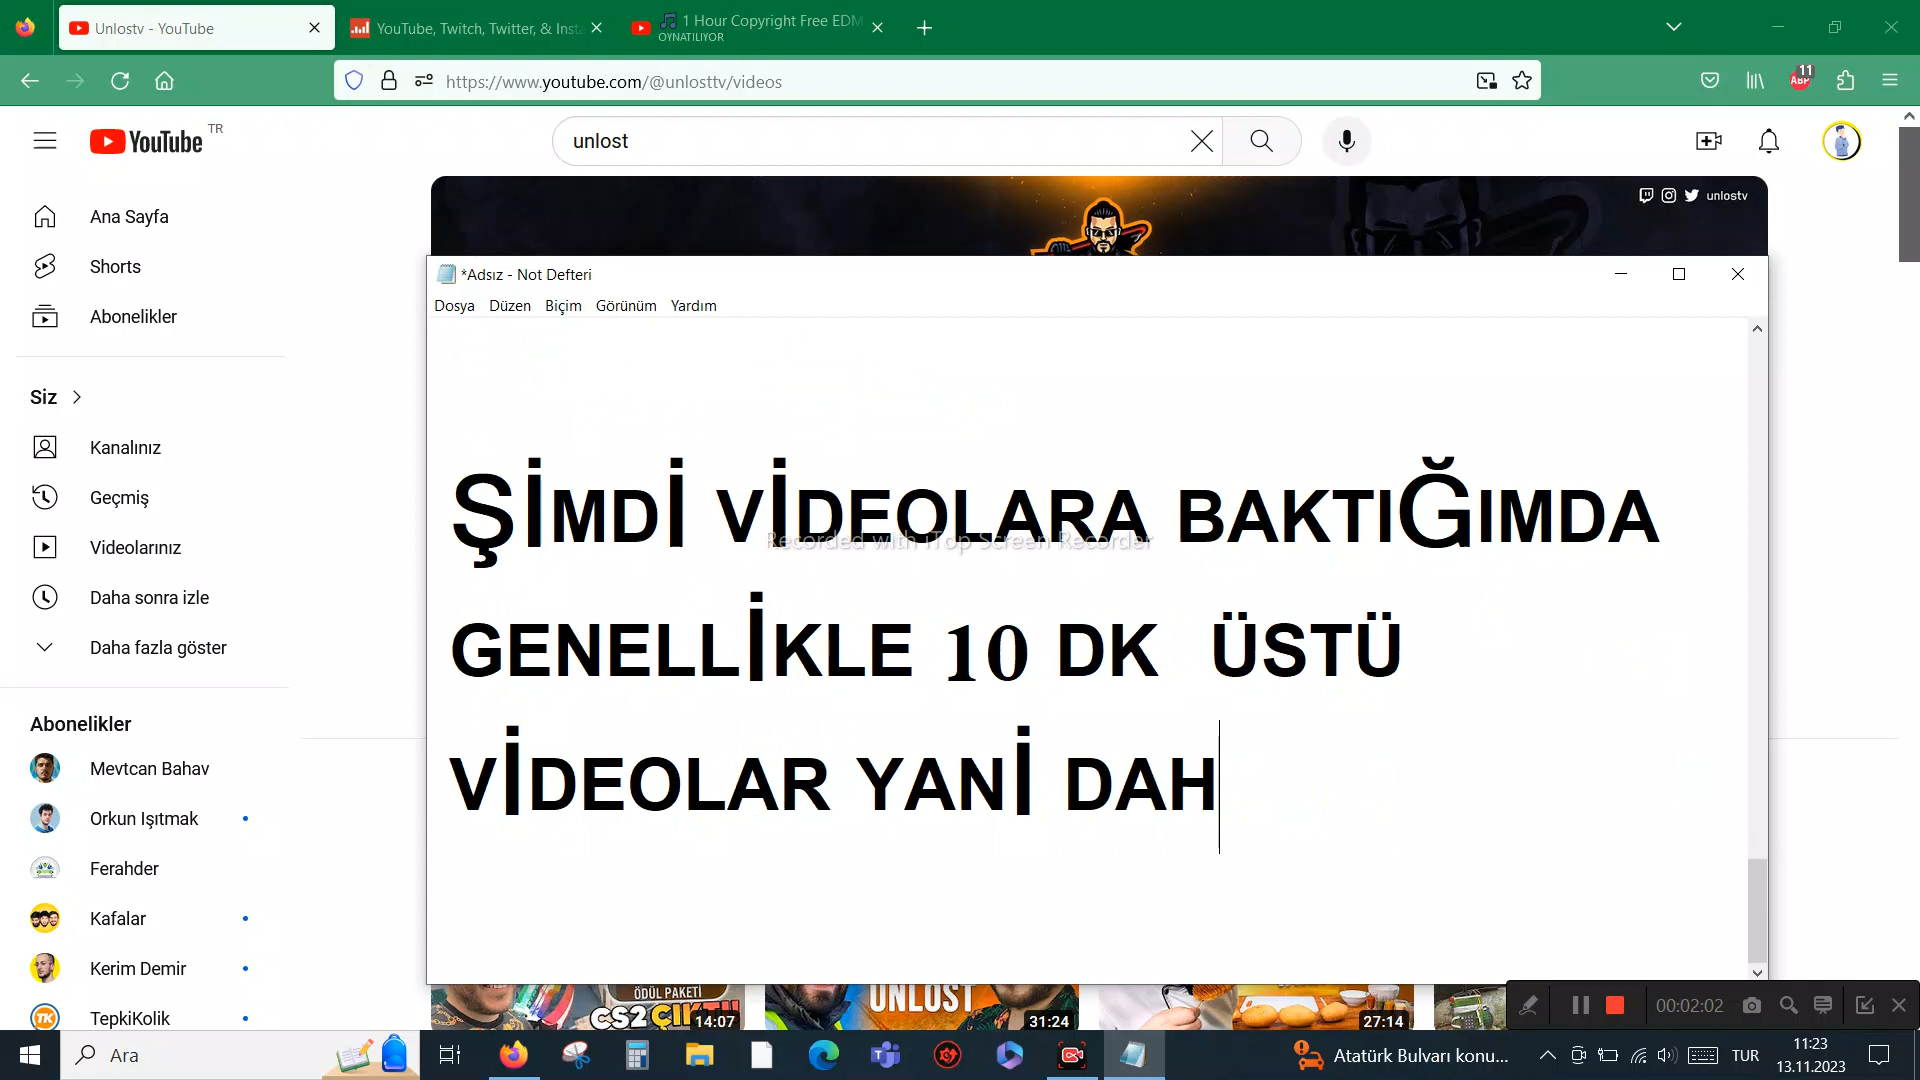 Unlostv - YouTube
YouTube, Twitch, Twitter, & Insta
1 Hour Copyright Free EDM
OYNATILIYOR
https://www.youtube.com/@unlosttv/videos
11
ABP
YouTube TR
unlost
unlostv
Ana Sayfa
Shorts
Abonelikler
Siz
Kanalınız
Geçmiş
Videolarınız
Daha sonra izle
Daha fazla göster
Abonelikler
Mevtcan Bahav
Orkun Işıtmak
Ferahder
Kafalar
Kerim Demir
TK
TepkiKolik
*Adsız - Not Defteri
Dosya Düzen Biçim Görünüm Yardım
ŞİMDİ VİDEOLARA BAKTIĞIMDA
Recorded with iTop Screen Recorder
GENELLİKLE 10 DK ÜSTÜ
VİDEOLAR YANİ DAH
ÖDÜL PAKETİ
CS2 ÇIKTI
14:07
UNLOST
31:24
27:14
00:02:02
Ara
Atatürk Bulvarı konu...
TUR
11:23
13.11.2023